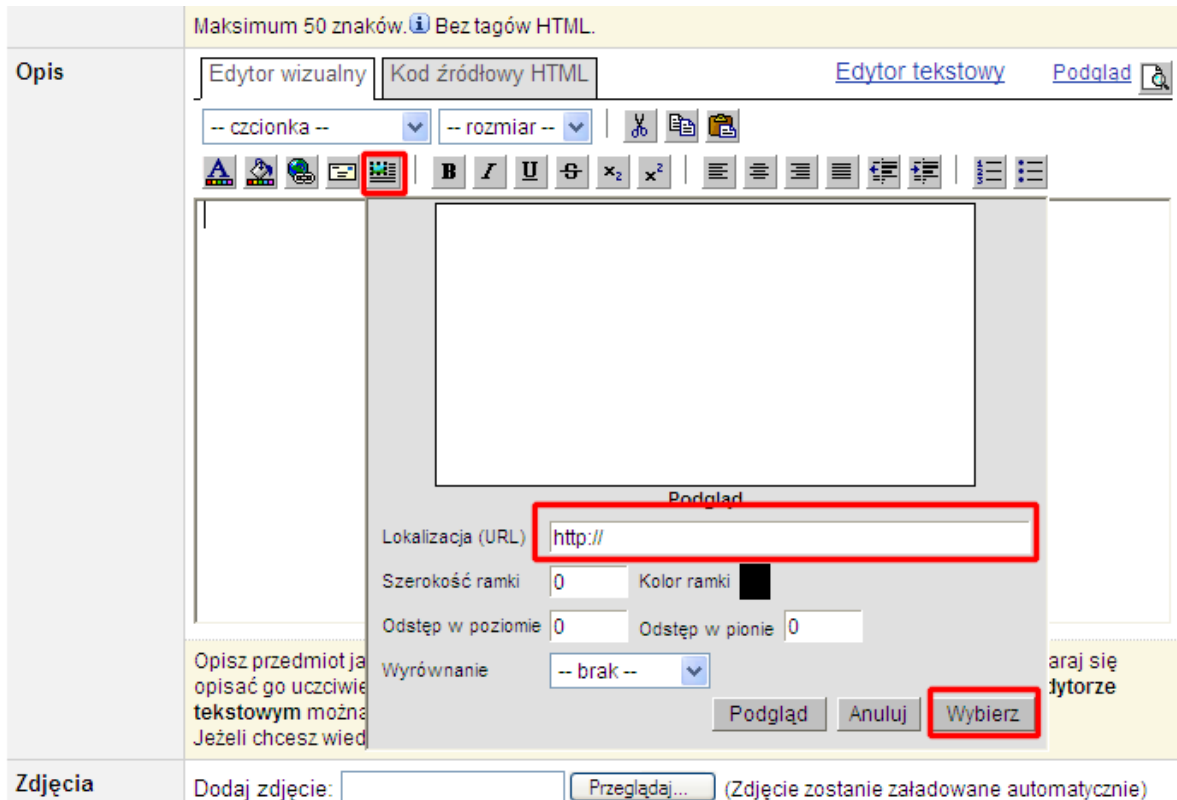 Maksimum 50 znaków. Bez tagów HTML.
Opis
Edytor wizualny Kod źródłowy HTML Edytor tekstowy Podgląd
-- czcionka -- -- rozmiar --
B I U S x₂ x²
Podgląd
Lokalizacja (URL) http://
Szerokość ramki 0 Kolor ramki
Odstęp w poziomie 0 Odstęp w pionie 0
Wyrównanie -- brak --
Podgląd Anuluj Wybierz
Opisz przedmiot ja araj się
opisać go uczciwie dytorze
tekstowym można
Jeżeli chcesz wied
Zdjęcia Dodaj zdjęcie: Przeglądaj... (Zdjęcie zostanie załadowane automatycznie)